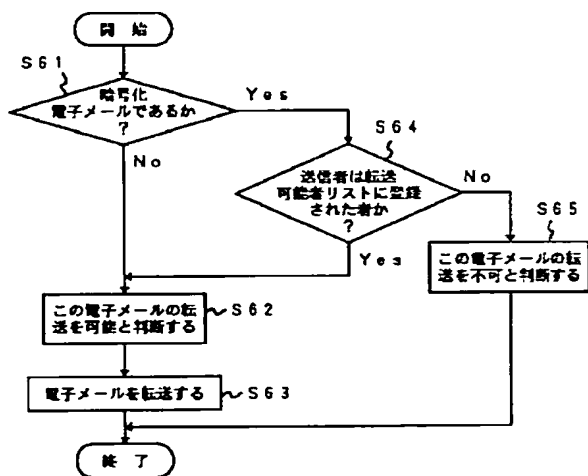 開 始
S61
暗号化
電子メールであるか
?
Yes
No
S64
送信者は転送
可能者リストに登録
された者か
?
No
Yes
S65
この電子メールの転
送を不可と判断する
この電子メールの転
送を可能と判断する
S62
電子メールを転送する
S63
終 了